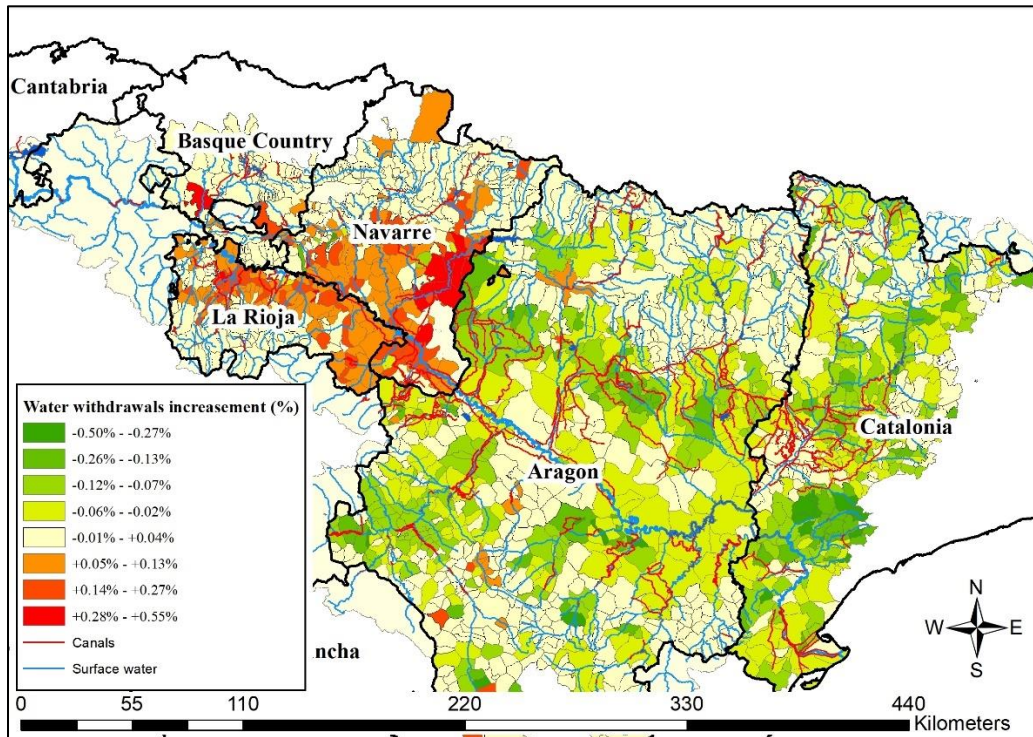 Cantabria
Basque Country
Navarre
La Rioja
Catalonia
Aragon
ncha
Water withdrawals increasement (%)
-0.50% - -0.27%
-0.26% - -0.13%
-0.12% - -0.07%
-0.06% - -0.02%
-0.01% - +0.04%
+0.05% - +0.13%
+0.14% - +0.27%
+0.28% - +0.55%
Canals
Surface water
N
W E
S
0 55 110 220 330 440
Kilometers